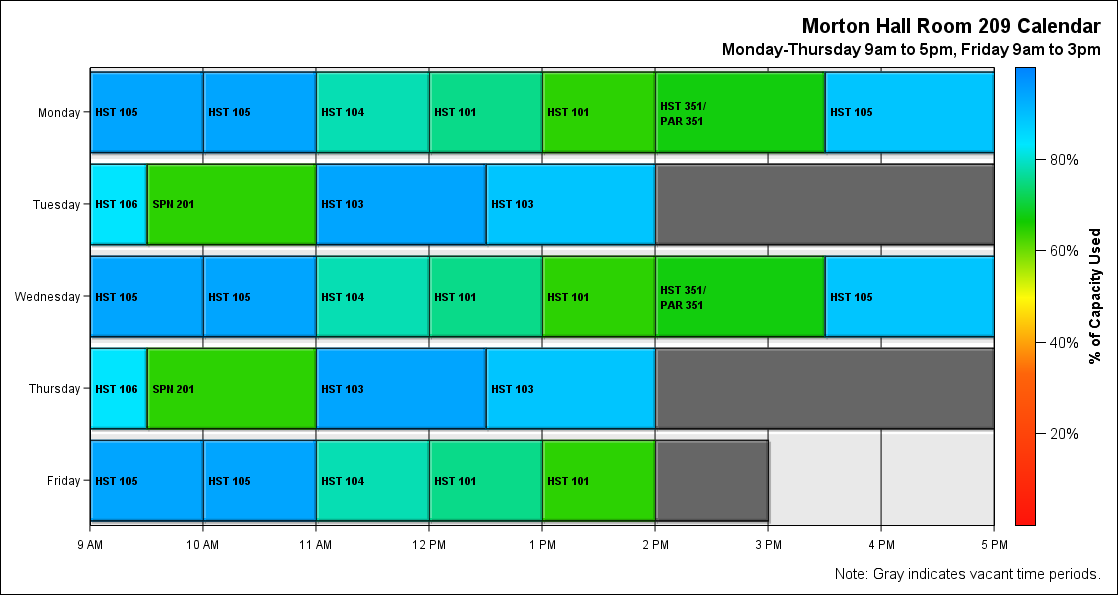 Morton Hall Room 209 Calendar
Monday-Thursday 9am to 5pm, Friday 9am to 3pm
Monday
HST 105
HST 105
HST 104
HST 101
HST 101
HST 351/
PAR 351
HST 105
Tuesday
HST 106
SPN 201
HST 103
HST 103
Wednesday
HST 105
HST 105
HST 104
HST 101
HST 101
HST 351/
PAR 351
HST 105
Thursday
HST 106
SPN 201
HST 103
HST 103
Friday
HST 105
HST 105
HST 104
HST 101
HST 101
9 AM
10 AM
11 AM
12 PM
1 PM
2 PM
3 PM
4 PM
5 PM
80%
60%
40%
20%
% of Capacity Used
Note: Gray indicates vacant time periods.